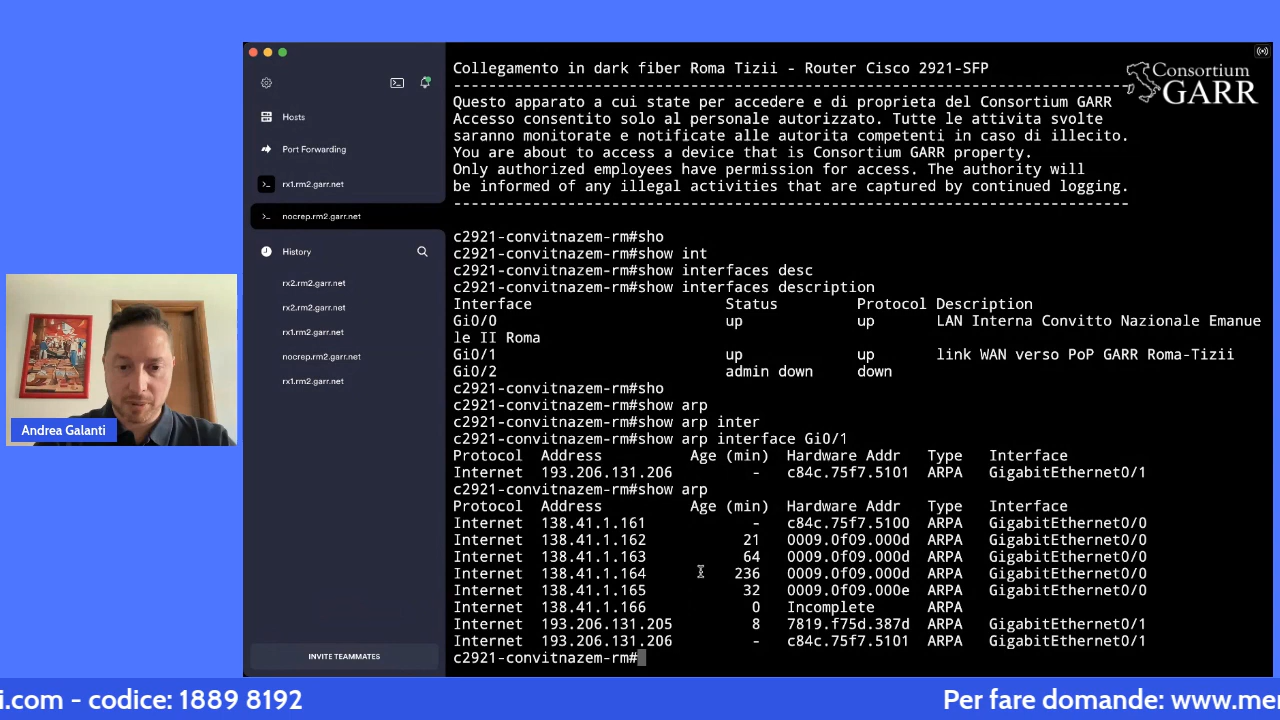 Collegamento in dark fiber Roma Tizii - Router Cisco 2921-SFP
--------------------------------------------------------------------------------
Questo apparato a cui state per accedere e di proprieta del Consortium GARR
Accesso consentito solo al personale autorizzato. Tutte le attivita svolte
saranno monitorate e notificate alle autorita competenti in caso di illecito.
You are about to access a device that is Consortium GARR property.
Only authorized employees have permission for access. The authority will
be informed of any illegal activities that are captured by continued logging.
--------------------------------------------------------------------------------
c2921-convitnazem-rm#sho
c2921-convitnazem-rm#show int
c2921-convitnazem-rm#show interfaces desc
c2921-convitnazem-rm#show interfaces description
Interface Status Protocol Description
Gi0/0 up up LAN Interna Convitto Nazionale Emanue
le II Roma
Gi0/1 up up link WAN verso PoP GARR Roma-Tizii
Gi0/2 admin down down
c2921-convitnazem-rm#sho
c2921-convitnazem-rm#show arp
c2921-convitnazem-rm#show arp inter
c2921-convitnazem-rm#show arp interface Gi0/1
Protocol Address Age (min) Hardware Addr Type Interface
Internet 193.206.131.206 - c84c.75f7.5101 ARPA GigabitEthernet0/1
c2921-convitnazem-rm#show arp
Protocol Address Age (min) Hardware Addr Type Interface
Internet 138.41.1.161 - c84c.75f7.5100 ARPA GigabitEthernet0/0
Internet 138.41.1.162 21 0009.0f09.000d ARPA GigabitEthernet0/0
Internet 138.41.1.163 64 0009.0f09.000d ARPA GigabitEthernet0/0
Internet 138.41.1.164 236 0009.0f09.000d ARPA GigabitEthernet0/0
Internet 138.41.1.165 32 0009.0f09.000e ARPA GigabitEthernet0/0
Internet 138.41.1.166 0 Incomplete ARPA
Internet 193.206.131.205 8 7819.f75d.387d ARPA GigabitEthernet0/1
Internet 193.206.131.206 - c84c.75f7.5101 ARPA GigabitEthernet0/1
c2921-convitnazem-rm#
Consortium
GARR
Hosts
Port Forwarding
rx1.rm2.garr.net
nocrep.rm2.garr.net
History
rx2.rm2.garr.net
rx2.rm2.garr.net
rx1.rm2.garr.net
nocrep.rm2.garr.net
rx1.rm2.garr.net
INVITE TEAMMATES
Andrea Galanti
i.com - codice: 1889 8192
Per fare domande: www.me